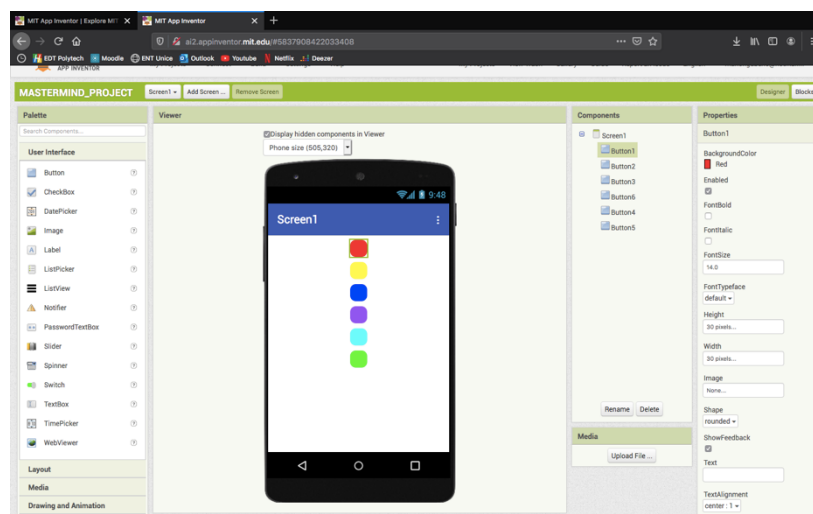 MIT App Inventor | Explore MIT X
MIT App Inventor X +
ai2.appinventor.mit.edu/#5837908422033408
EDT Polytech Moodle ENT Unice Outlook Youtube Netflix Deezer
APP INVENTOR
MASTERMIND_PROJECT Screen1 Add Screen ... Remove Screen Designer Blocks
Palette
Search Components...
User Interface
Button
CheckBox
DatePicker
Image
Label
ListPicker
ListView
Notifier
PasswordTextBox
Slider
Spinner
Switch
TextBox
TimePicker
WebViewer
Layout
Media
Drawing and Animation
Viewer
Display hidden components in Viewer
Phone size (505,320)
9:48
Screen1
Components
Screen1
Button1
Button2
Button3
Button6
Button4
Button5
Rename Delete
Media
Upload File ...
Properties
Button1
BackgroundColor
Red
Enabled
FontBold
FontItalic
FontSize
14.0
FontTypeface
default
Height
30 pixels...
Width
30 pixels...
Image
None...
Shape
rounded
ShowFeedback
Text
TextAlignment
center : 1